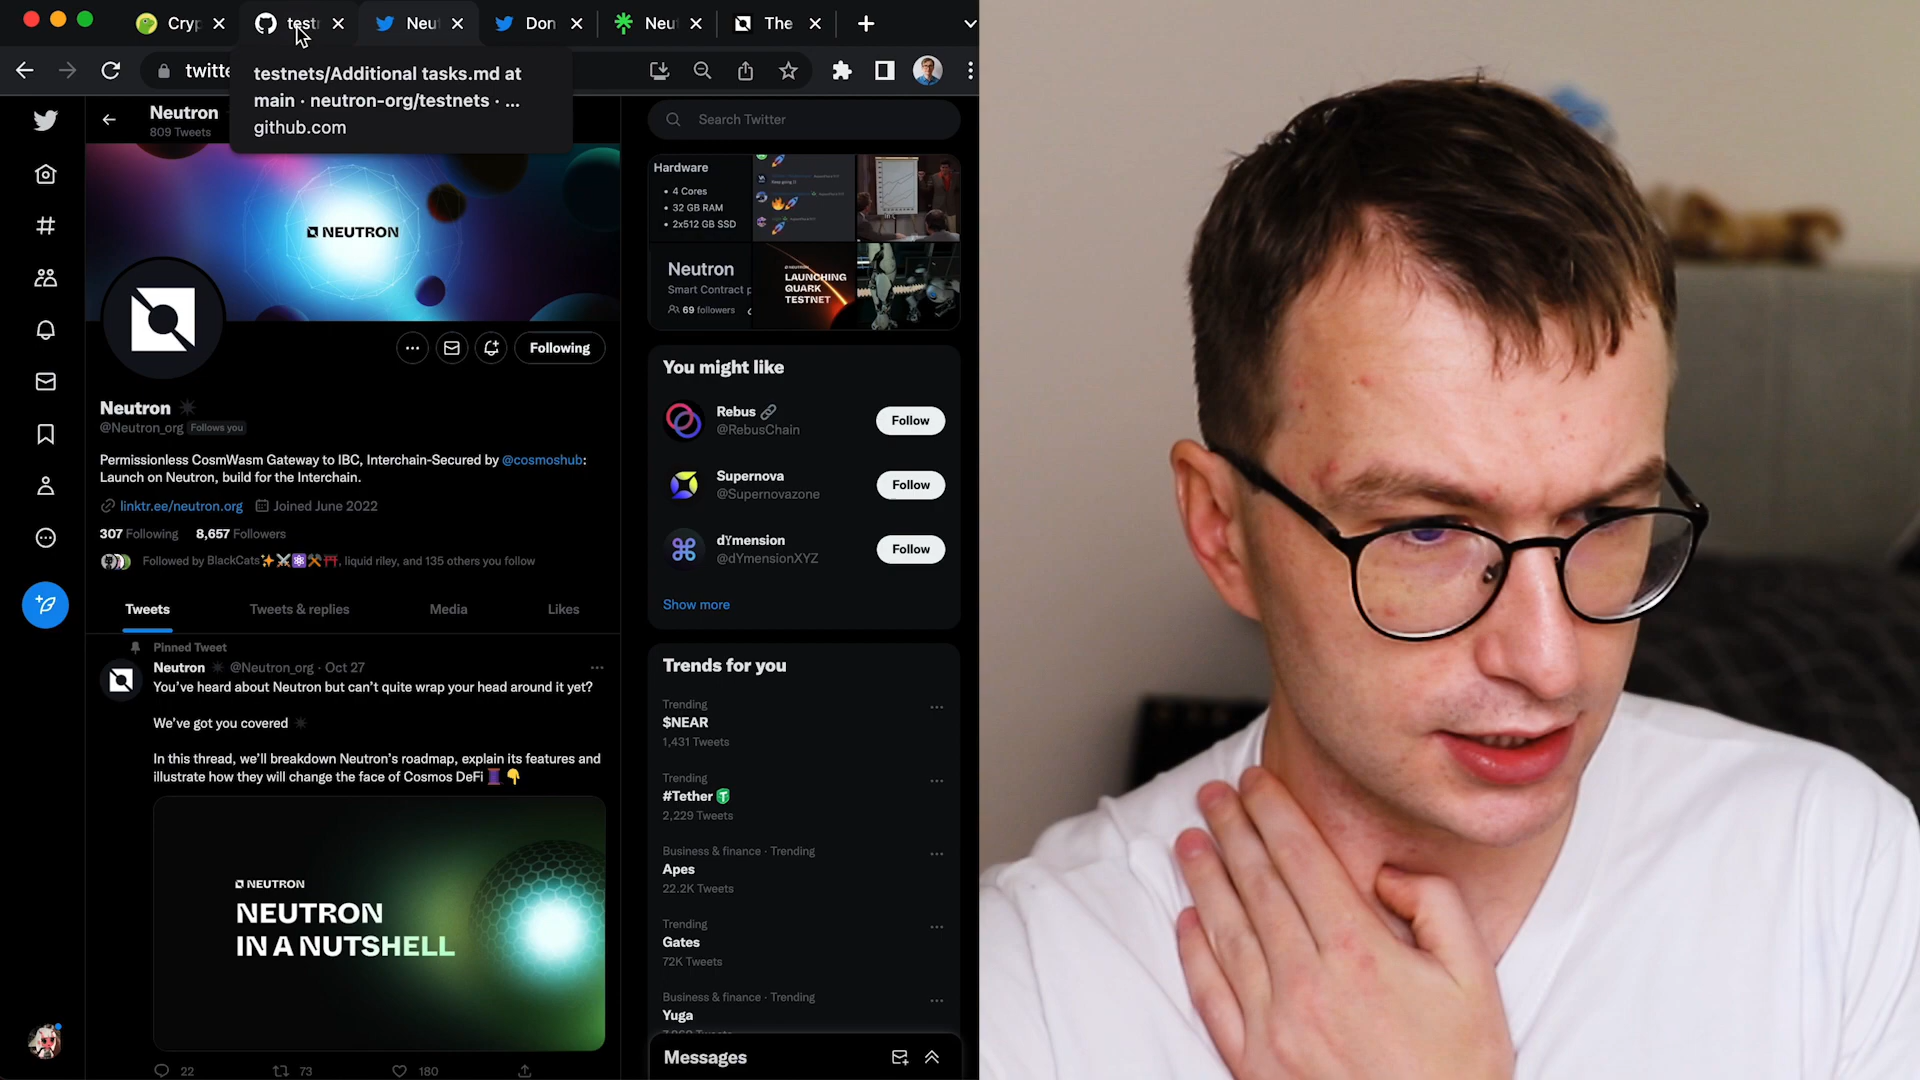 Cryp
test
Neu
Don
Neu
The
twitte
testnets/Additional tasks.md at
main · neutron-org/testnets · ...
github.com
Neutron
809 Tweets
Search Twitter
NEUTRON
Hardware
• 4 Cores
• 32 GB RAM
• 2x512 GB SSD
Neutron
Smart Contract p
69 followers
NEUTRON
LAUNCHING
QUARK
TESTNET
Following
You might like
Rebus 🔗
@RebusChain
Follow
Supernova
@Supernovazone
Follow
dYmension
@dYmensionXYZ
Follow
Show more
Neutron
@Neutron_org Follows you
Permissionless CosmWasm Gateway to IBC, Interchain-Secured by @cosmoshub:
Launch on Neutron, build for the Interchain.
linktr.ee/neutron.org Joined June 2022
307 Following 8,657 Followers
Followed by BlackCats✨⚔️⚛️⚒️⛩️, liquid riley, and 135 others you follow
Tweets Tweets & replies Media Likes
Pinned Tweet
Neutron @Neutron_org · Oct 27
You've heard about Neutron but can't quite wrap your head around it yet?
We've got you covered
In this thread, we'll breakdown Neutron's roadmap, explain its features and
illustrate how they will change the face of Cosmos DeFi 🧵 👇
NEUTRON
NEUTRON
IN A NUTSHELL
22 73 180
Trends for you
Trending
$NEAR
1,431 Tweets
Trending
#Tether
2,229 Tweets
Business & finance · Trending
Apes
22.2K Tweets
Trending
Gates
72K Tweets
Business & finance · Trending
Yuga
Messages